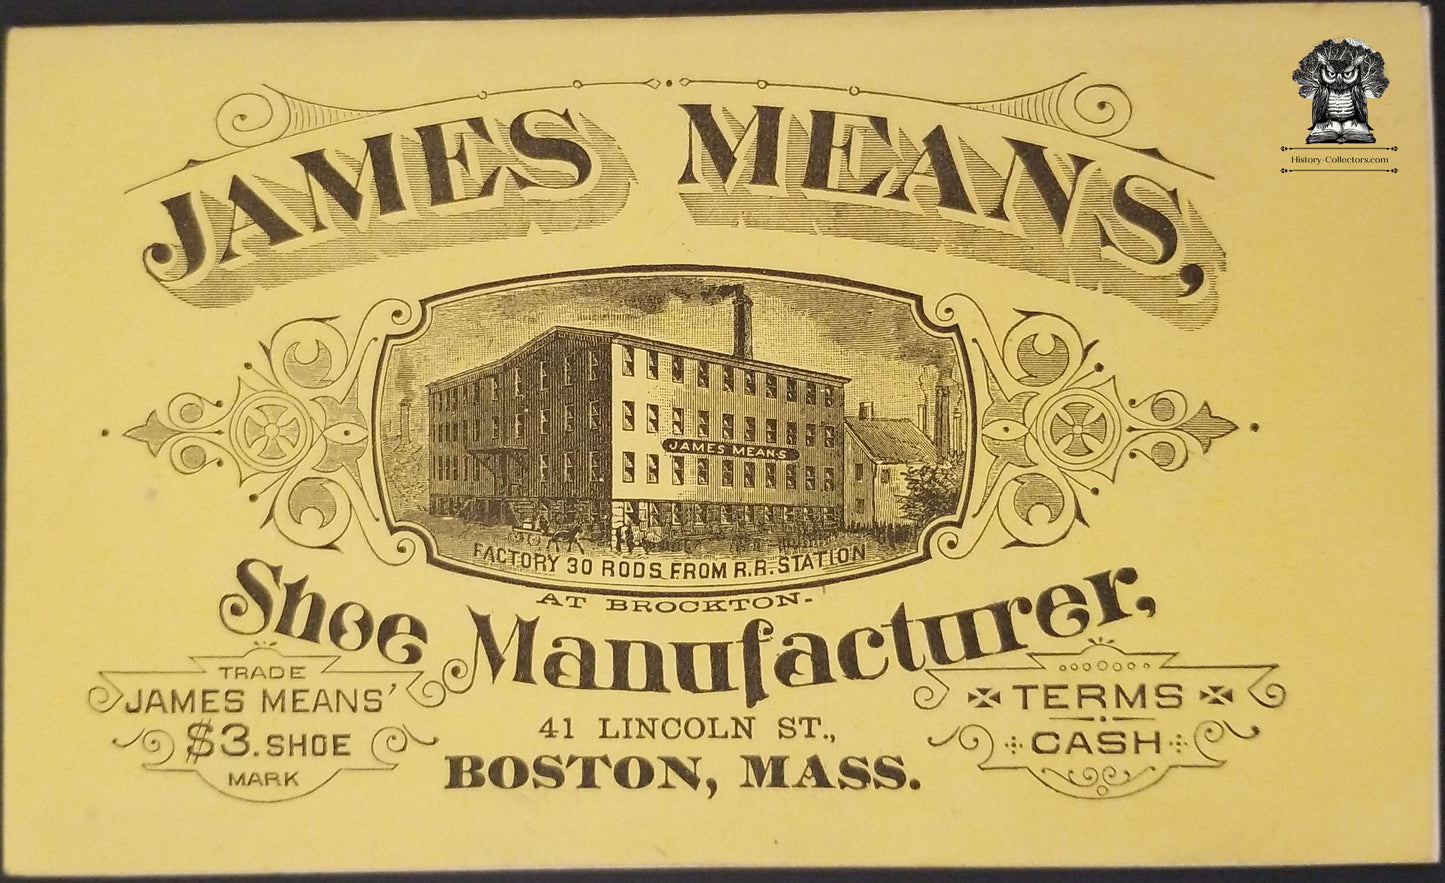 History-Collectors.com
JAMES MEANS,
JAMES MEANS
FACTORY 30 RODS FROM R.R. STATION
AT BROCKTON.
Shoe Manufacturer,
TRADE
JAMES MEANS'
$3. SHOE
MARK
41 LINCOLN ST.,
BOSTON, MASS.
TERMS
CASH